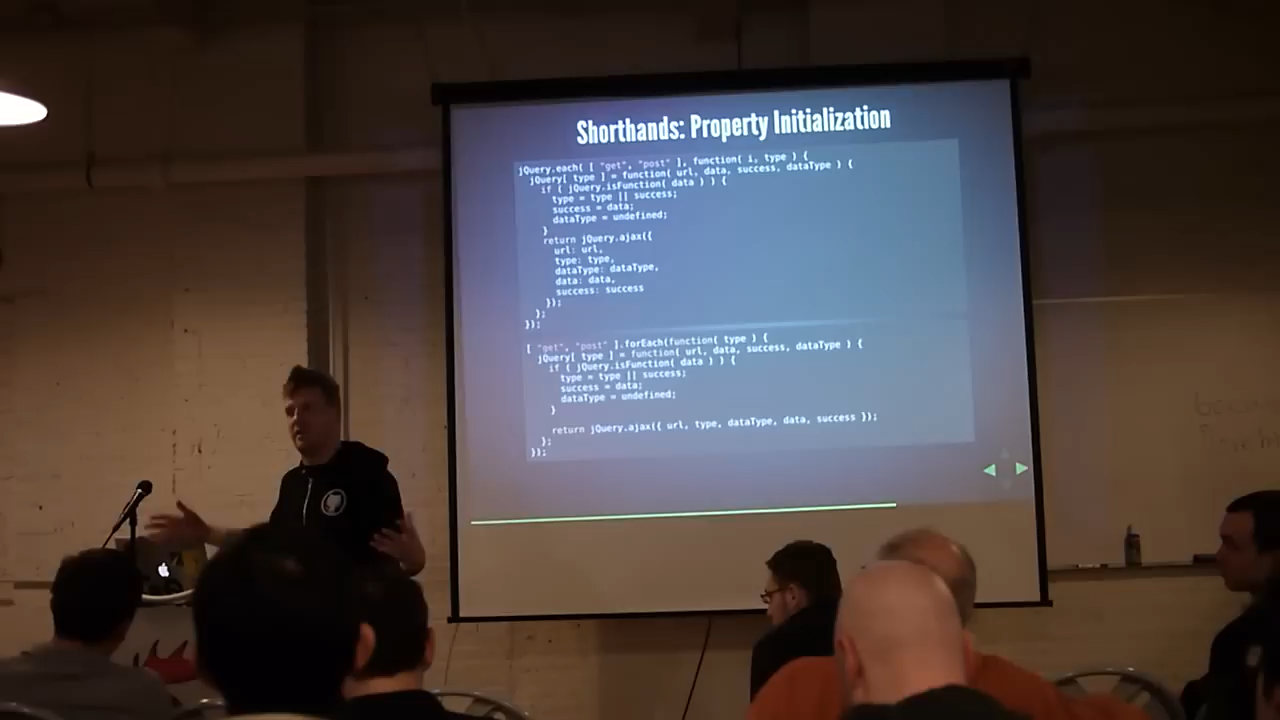 Shorthands: Property Initialization
jQuery.each( [ "get", "post" ], function( i, type ) {
jQuery[ type ] = function( url, data, success, dataType ) {
if ( jQuery.isFunction( data ) ) {
type = type || success;
success = data;
dataType = undefined;
}
return jQuery.ajax({
url: url,
type: type,
dataType: dataType,
data: data,
success: success
});
};
});
[ "get", "post" ].forEach(function( type ) {
jQuery[ type ] = function( url, data, success, dataType ) {
if ( jQuery.isFunction( data ) ) {
type = type || success;
success = data;
dataType = undefined;
}
return jQuery.ajax({ url, type, dataType, data, success });
};
});